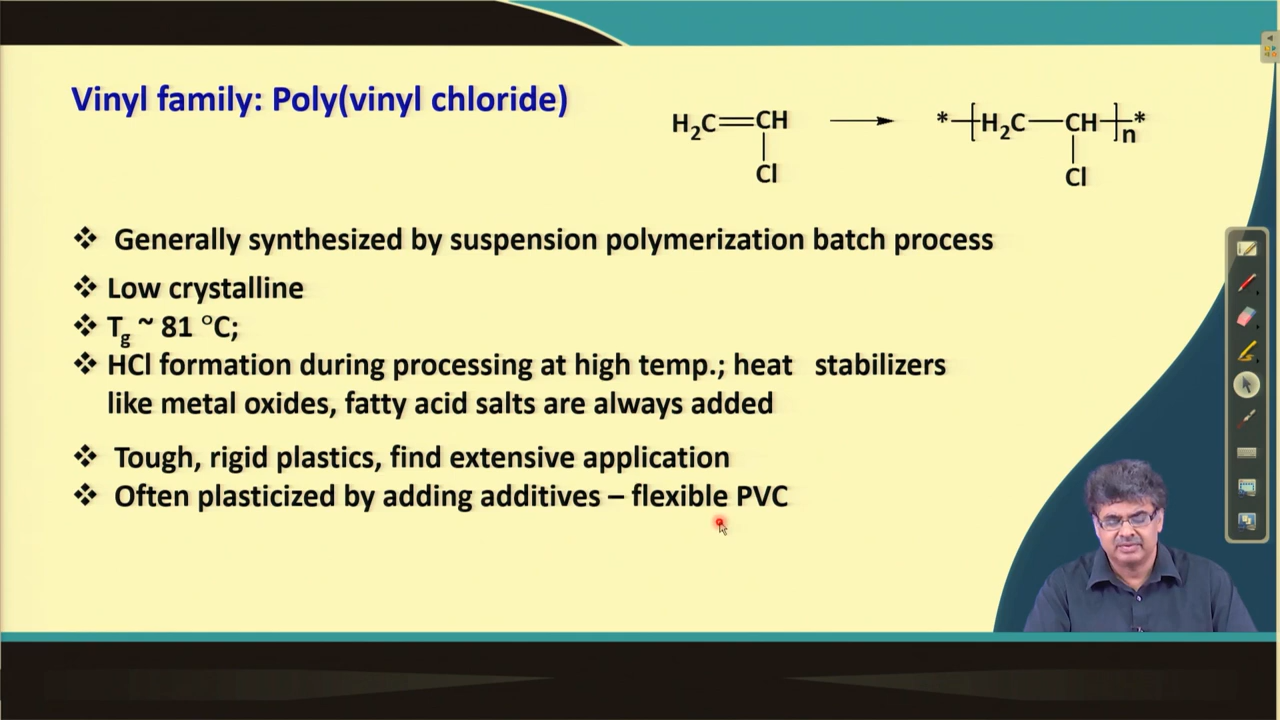 Vinyl family: Poly(vinyl chloride)
H₂C=CH
Cl
*-[H₂C-CH-]n*
Cl
❖ Generally synthesized by suspension polymerization batch process
❖ Low crystalline
❖ Tg ~ 81 °C;
❖ HCl formation during processing at high temp.; heat stabilizers
like metal oxides, fatty acid salts are always added
❖ Tough, rigid plastics, find extensive application
❖ Often plasticized by adding additives – flexible PVC